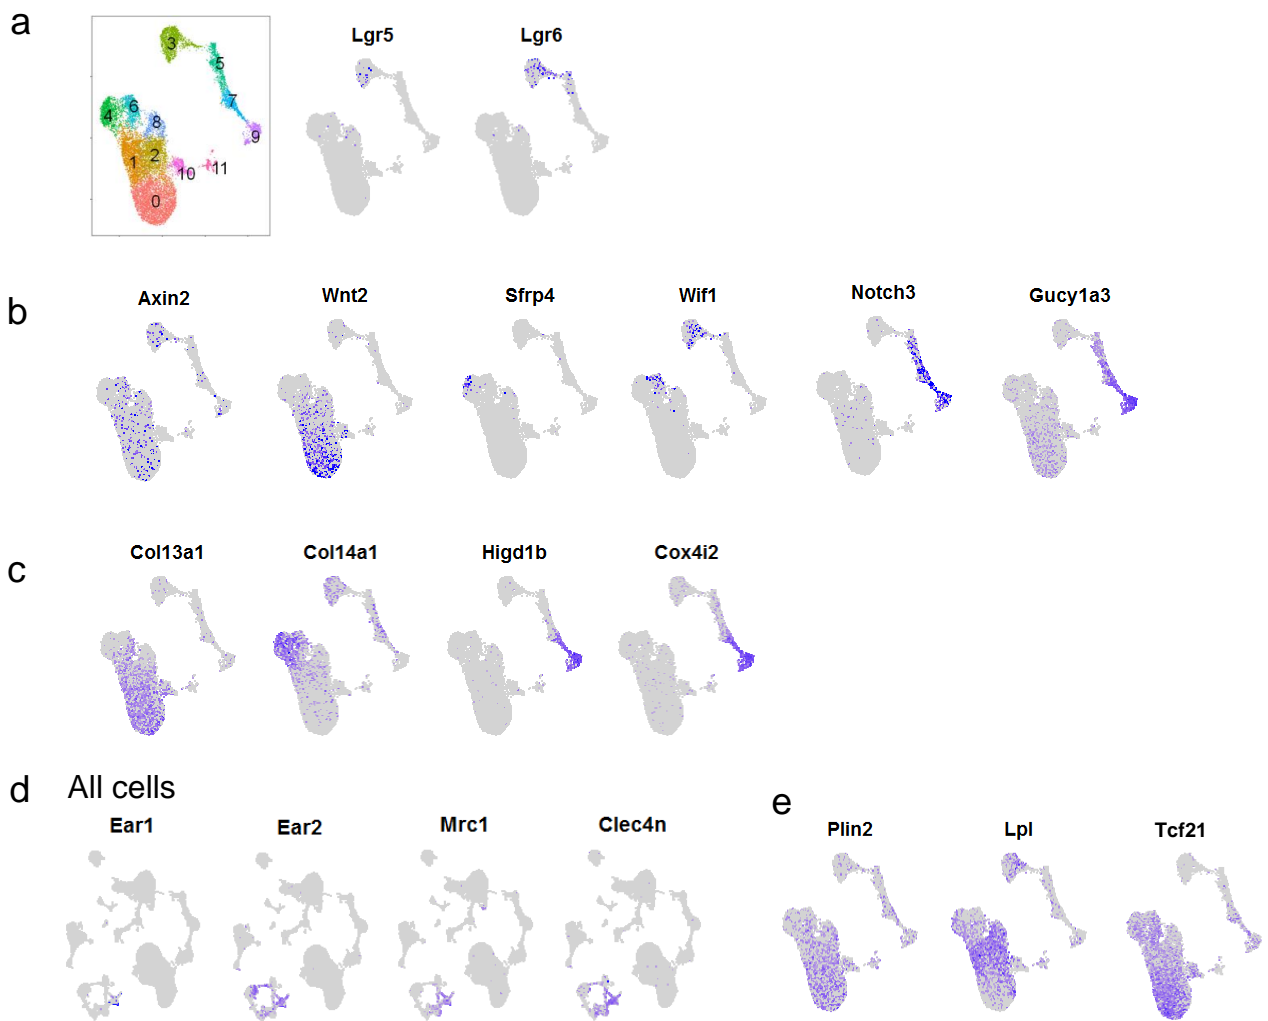 a
Lgr5 Lgr6
3
5
7
6
4
8
9
2
1
10 11
0
b
Axin2 Wnt2 Sfrp4 Wif1 Notch3 Gucy1a3
c
Col13a1 Col14a1 Higd1b Cox4i2
d All cells
Ear1 Ear2 Mrc1 Clec4n
e
Plin2 Lpl Tcf21